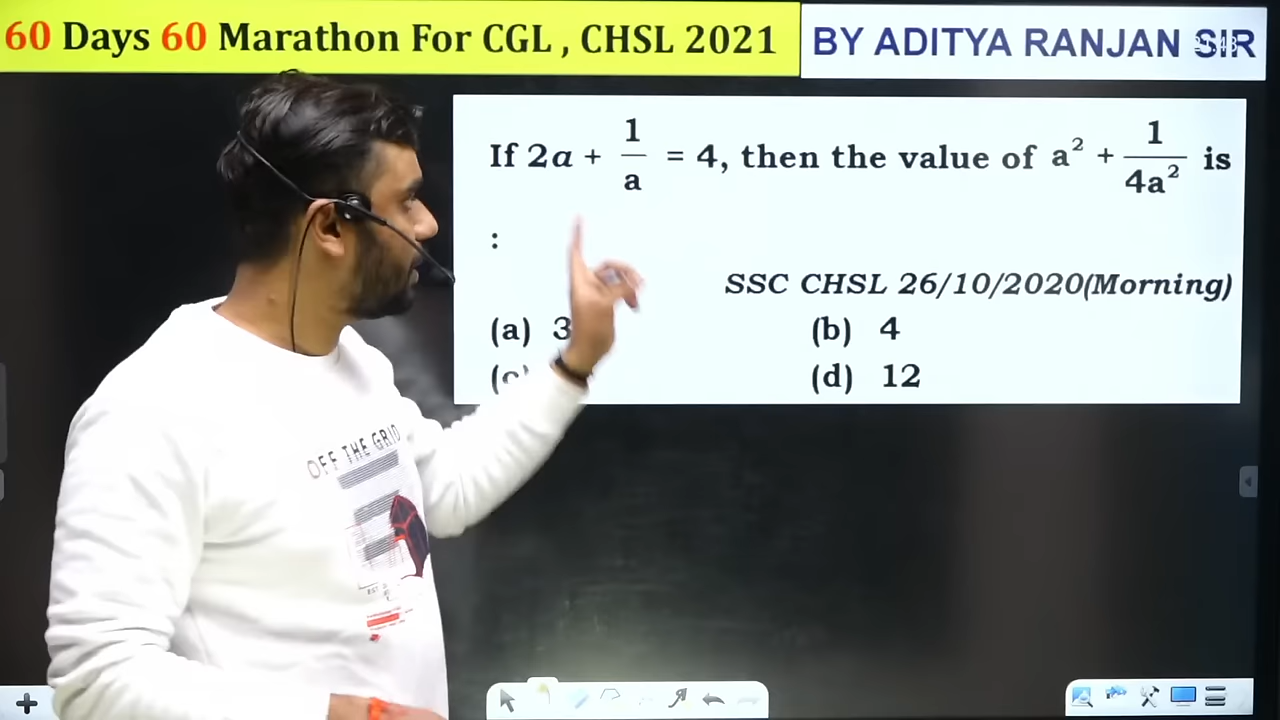 60 Days 60 Marathon For CGL , CHSL 2021
BY ADITYA RANJAN SIR
If 2a + 1/a = 4, then the value of a² + 1/4a² is
:
SSC CHSL 26/10/2020(Morning)
(a) 3
(b) 4
(d) 12
OFF THE GRID